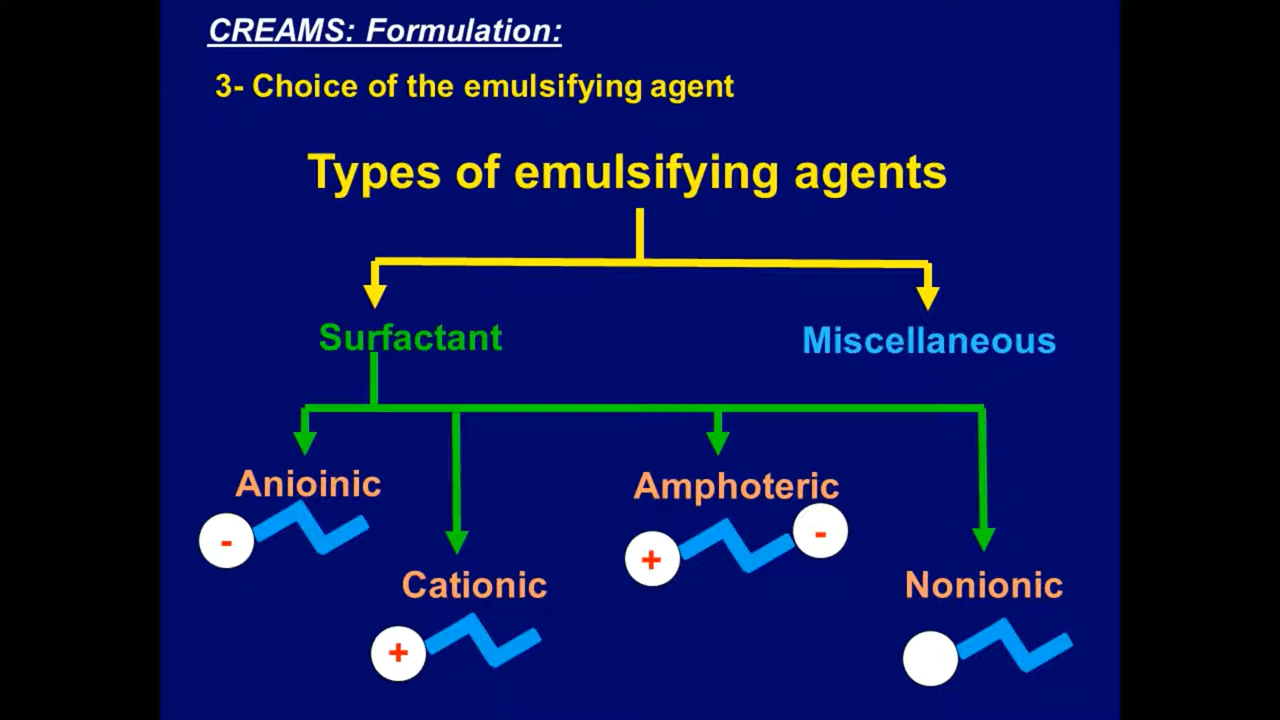 CREAMS: Formulation:
3- Choice of the emulsifying agent
Types of emulsifying agents
Surfactant
Miscellaneous
Anioinic
Amphoteric
-
+
-
Cationic
Nonionic
+